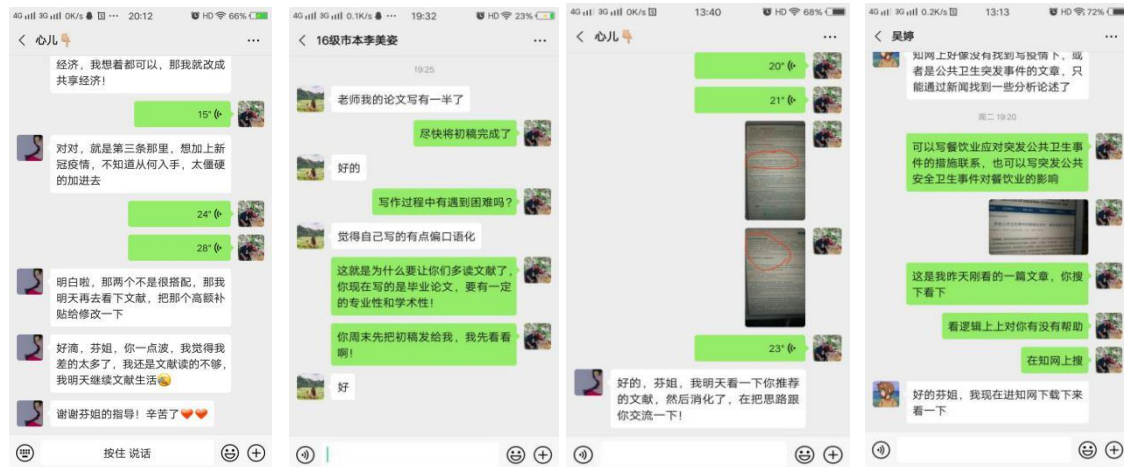 4G 3G 0K/s ··· 20:12 HD 66%
心儿
···
经济，我想着都可以，那我就改成
共享经济！
15"
对对，就是第三条那里，想加上新
冠疫情，不知道从何入手，太僵硬
的加进去
24"
28"
明白啦，那两个不是很搭配，那我
明天再去看下文献，把那个高额补
贴给修改一下
好滴，芬姐，你一点波，我觉得我
差的太多了，我还是文献读的不够，
我明天继续文献生活
谢谢芬姐的指导！辛苦了
按住 说话
4G 3G 0.1K/s ··· 19:32 HD 23%
16级市本李美姿
···
19:25
老师我的论文写有一半了
尽快将初稿完成了
好的
写作过程中有遇到困难吗？
觉得自己写的有点偏口语化
这就是为什么要让你们多读文献了，
你现在写的是毕业论文，要有一定
的专业性和学术性！
你周末先把初稿发给我，我先看看
啊！
好
4G 3G 0K/s 13:40 HD 68%
心儿
···
20"
21"
23"
好的，芬姐，我明天看一下你推荐
的文献，然后消化了，在把思路跟
你交流一下！
4G 3G 0.2K/s 13:13 HD 72%
吴婷
···
知网上好像没有找到写疫情下，或
者是公共卫生突发事件的文章，只
能通过新闻找到一些分析论述了
周二 19:20
可以写餐饮业应对突发公共卫生事
件的措施联系，也可以写突发公共
安全卫生事件对餐饮业的影响
这是我昨天刚看的一篇文章，你搜
下看下
看逻辑上上对你有没有帮助
在知网上搜
好的芬姐，我现在进知网下载下来
看一下